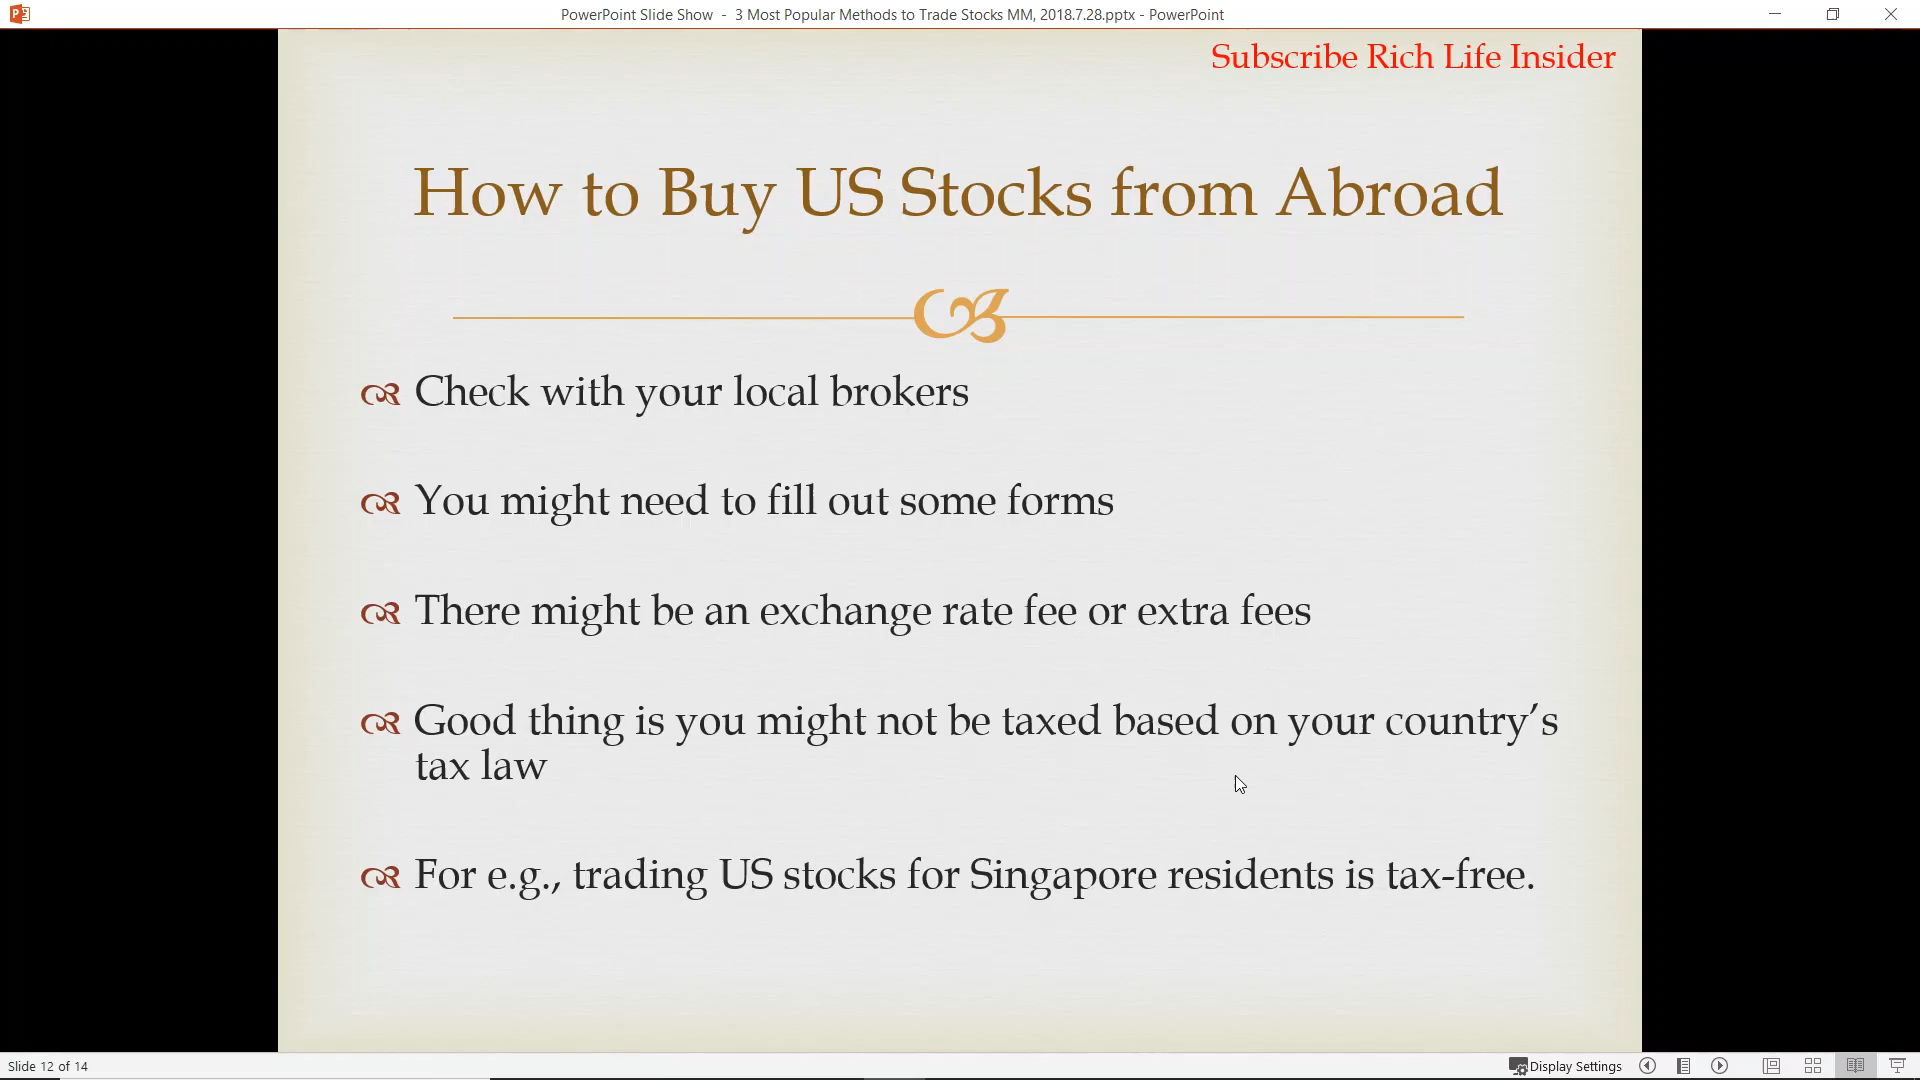 PowerPoint Slide Show - 3 Most Popular Methods to Trade Stocks MM, 2018.7.28.pptx - PowerPoint
Subscribe Rich Life Insider
How to Buy US Stocks from Abroad
Check with your local brokers
You might need to fill out some forms
There might be an exchange rate fee or extra fees
Good thing is you might not be taxed based on your country’s
tax law
For e.g., trading US stocks for Singapore residents is tax-free.
Slide 12 of 14
Display Settings